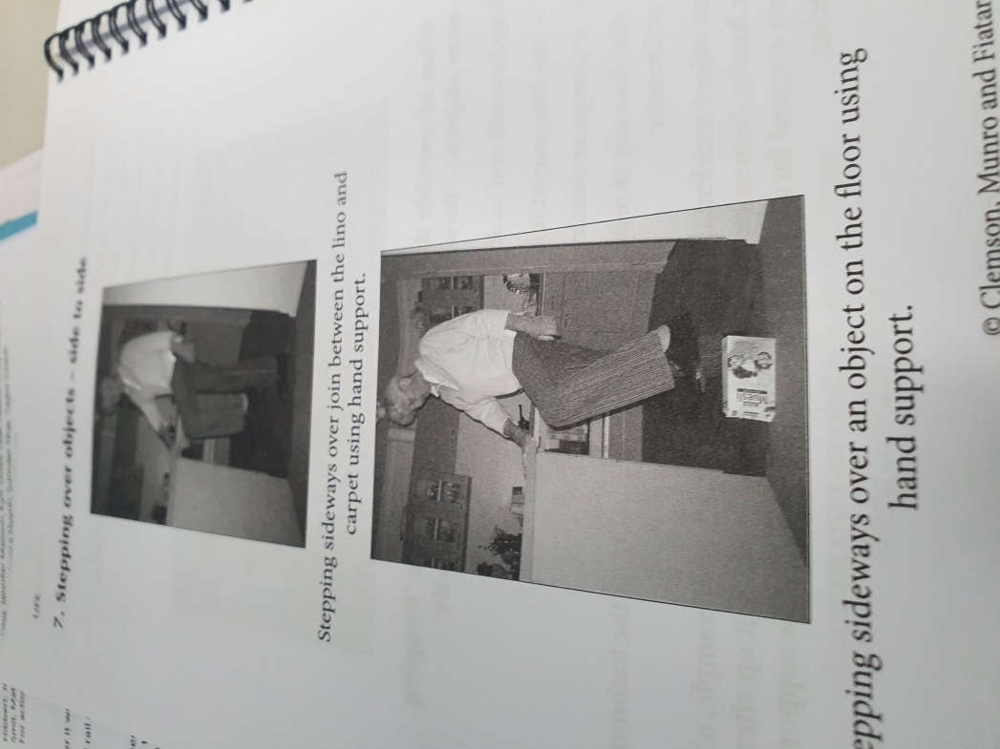 7. Stepping over objects – side to side
Stepping sideways over join between the lino and
carpet using hand support.
Muesli
epping sideways over an object on the floor using
hand support.
© Clemson, Munro and Fiatar